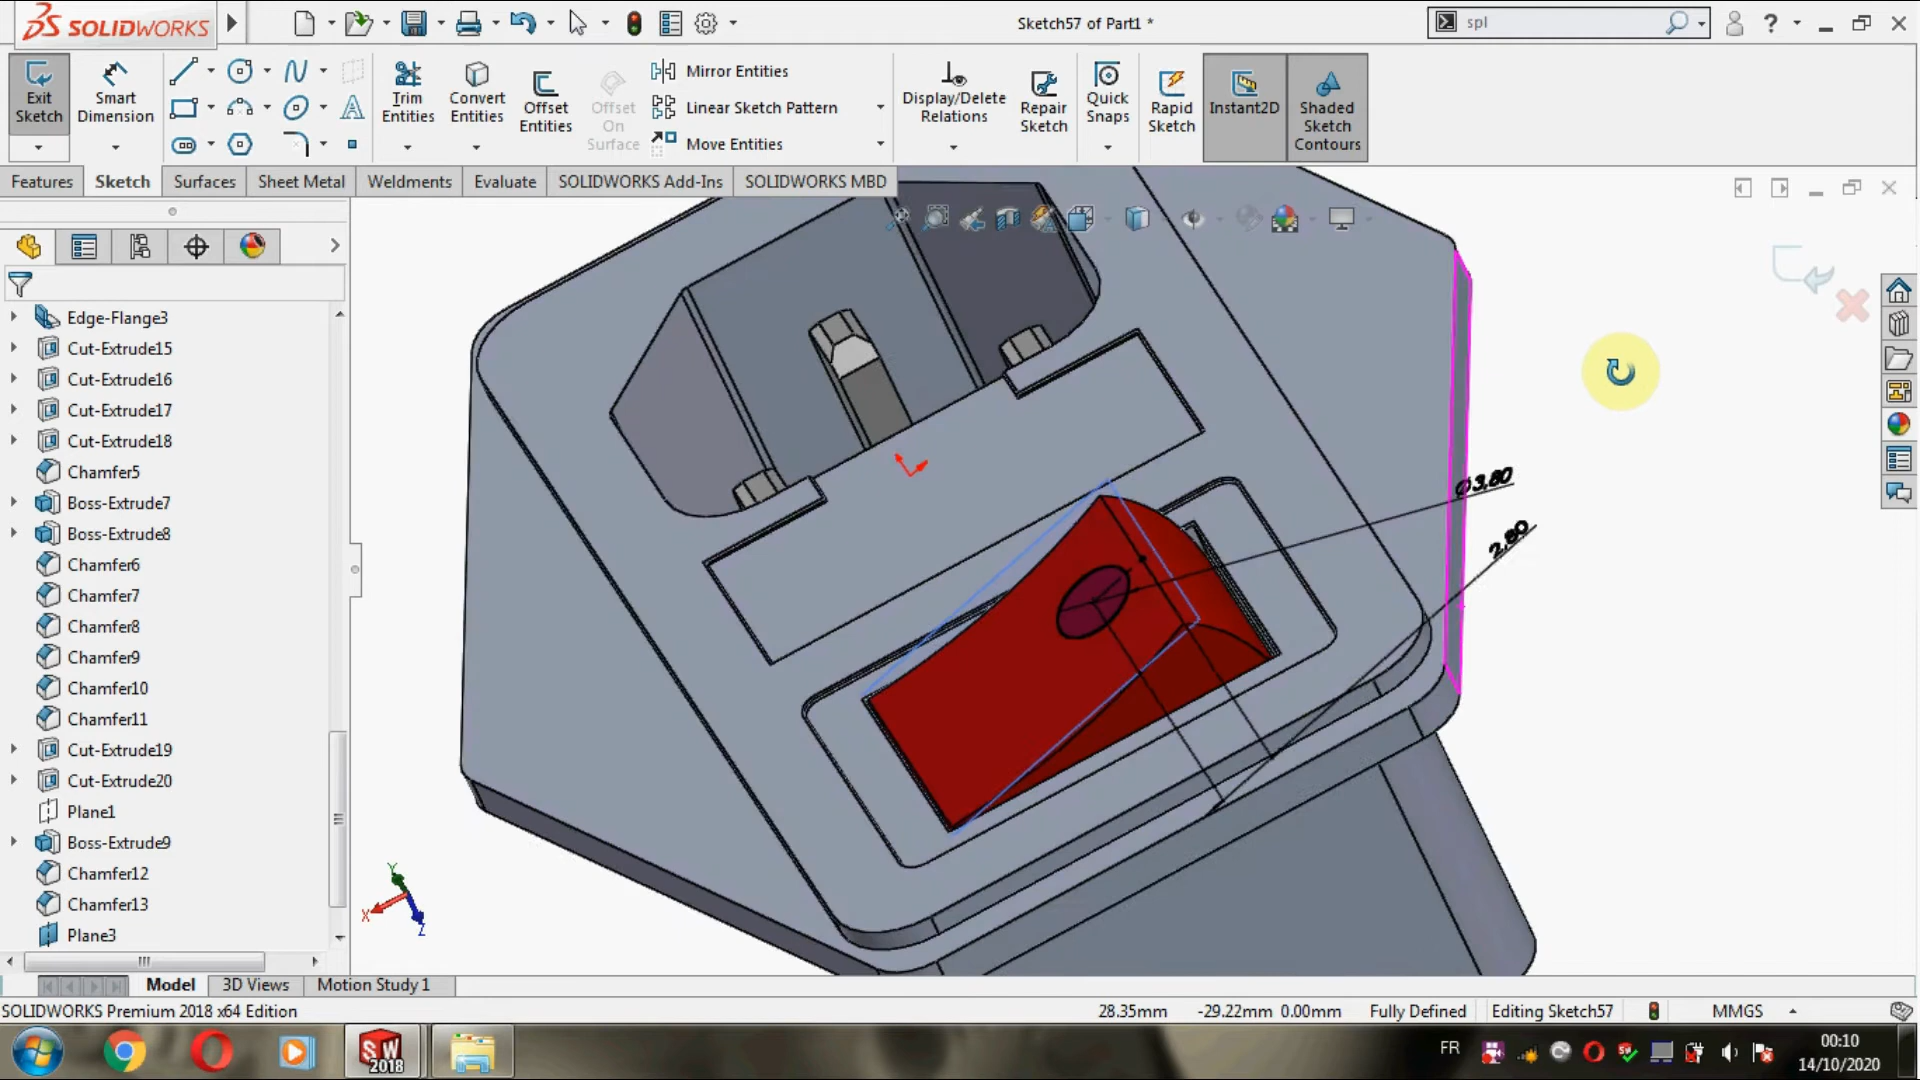 SOLIDWORKS
Sketch57 of Part1 *
spl
Exit Sketch
Smart Dimension
Trim Entities
Convert Entities
Offset Entities
Offset On Surface
Mirror Entities
Linear Sketch Pattern
Move Entities
Display/Delete Relations
Repair Sketch
Quick Snaps
Rapid Sketch
Instant2D
Shaded Sketch Contours
Features
Sketch
Surfaces
Sheet Metal
Weldments
Evaluate
SOLIDWORKS Add-Ins
SOLIDWORKS MBD
Edge-Flange3
Cut-Extrude15
Cut-Extrude16
Cut-Extrude17
Cut-Extrude18
Chamfer5
Boss-Extrude7
Boss-Extrude8
Chamfer6
Chamfer7
Chamfer8
Chamfer9
Chamfer10
Chamfer11
Cut-Extrude19
Cut-Extrude20
Plane1
Boss-Extrude9
Chamfer12
Chamfer13
Plane3
Ø3,80
2,80
Y
X
Z
Model
3D Views
Motion Study 1
SOLIDWORKS Premium 2018 x64 Edition
28.35mm
-29.22mm 0.00mm
Fully Defined
Editing Sketch57
MMGS
SW 2018
FR
00:10
14/10/2020